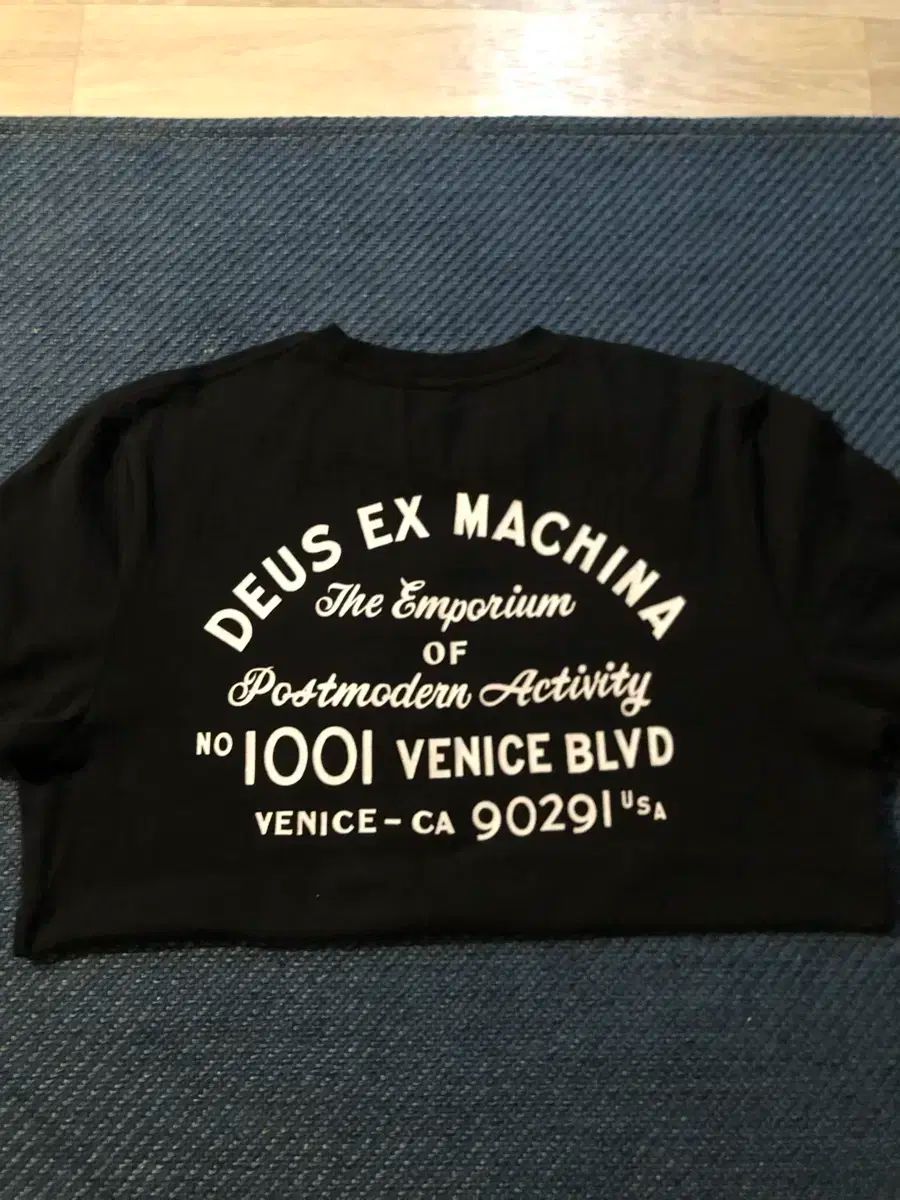 DEUS EX MACHINA
The Emporium
OF
Postmodern Activity
NO 1001 VENICE BLVD
VENICE - CA 90291 USA